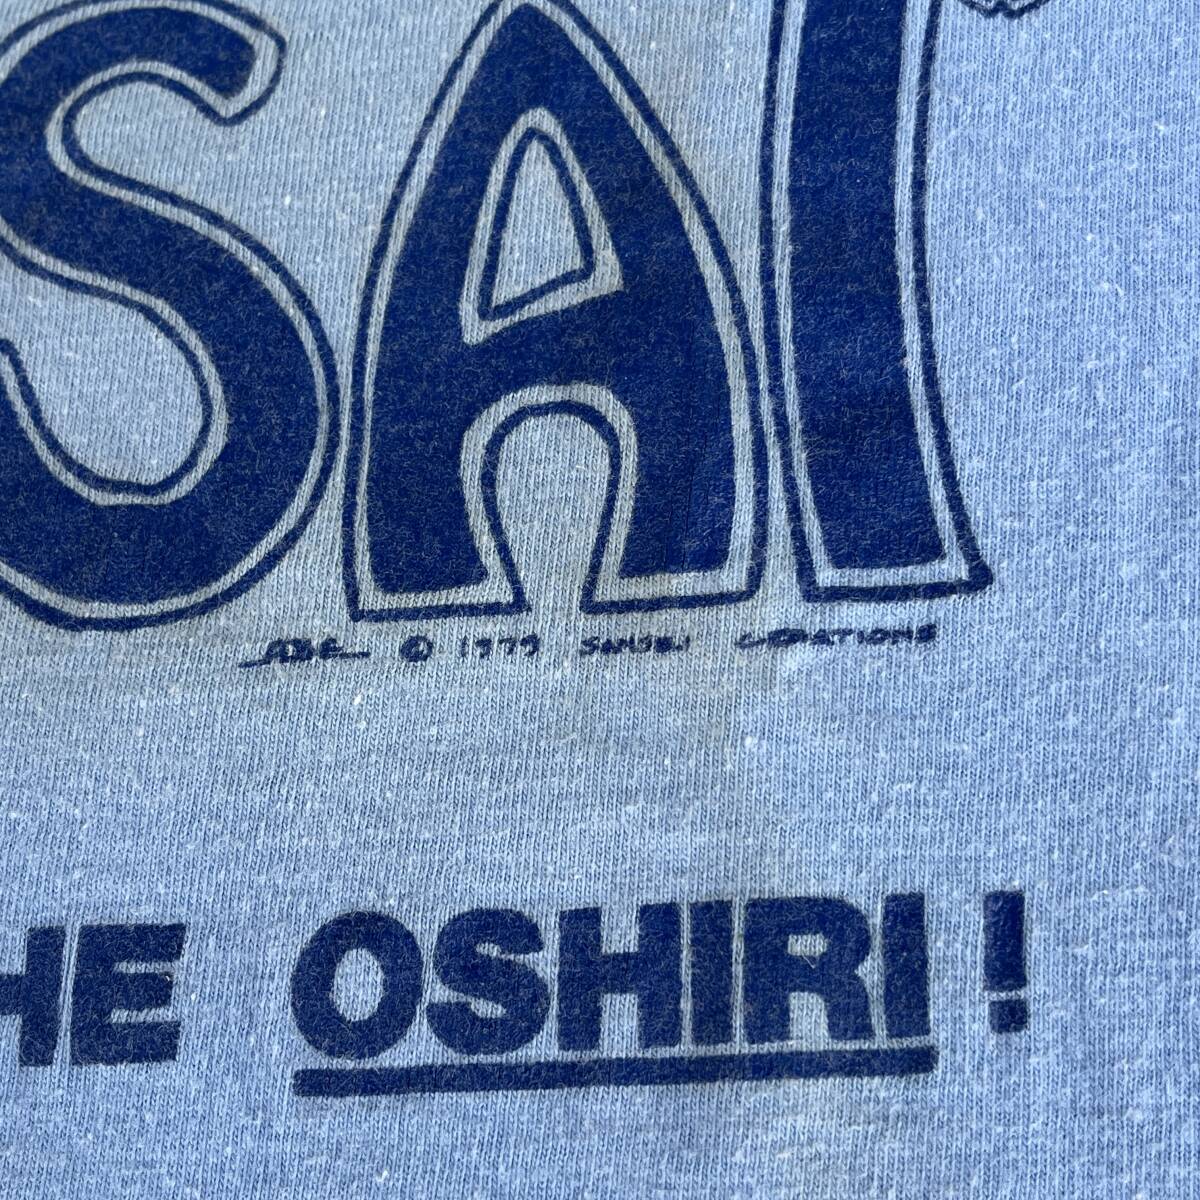 SAI
© 1979 SANSEI CREATIONS
HE OSHIRI!